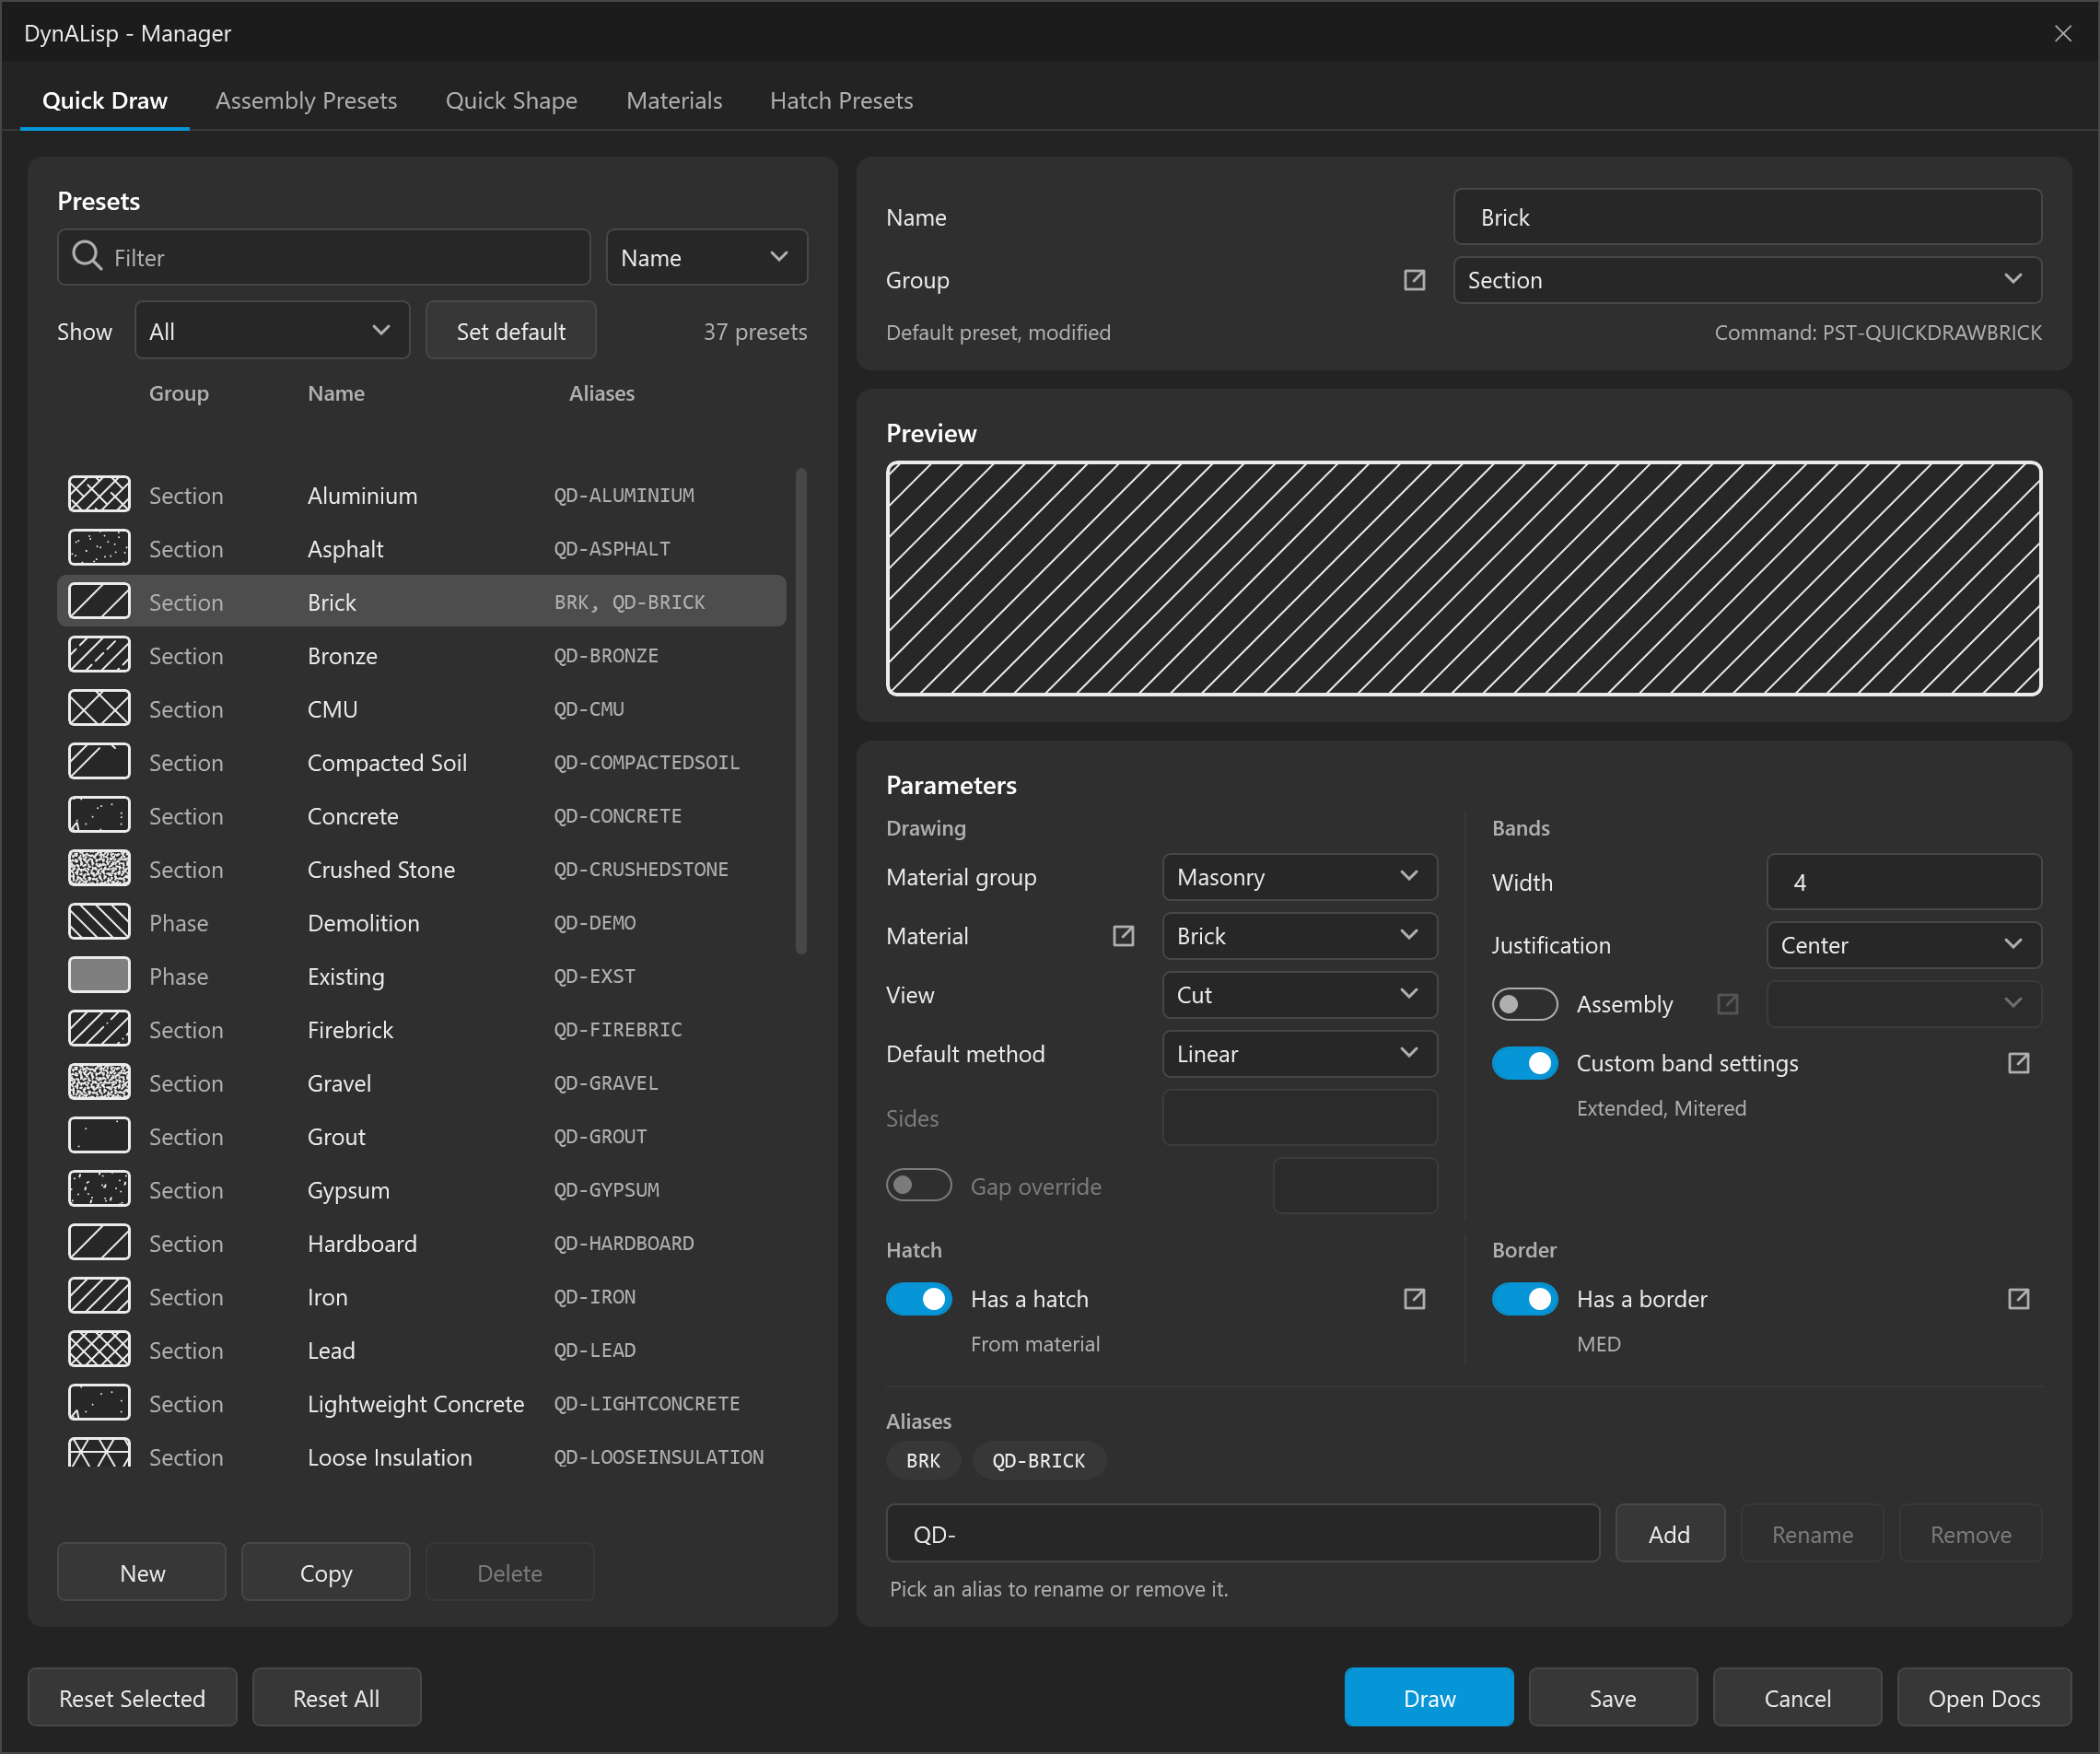 DynALisp - Manager
Quick Draw Assembly Presets Quick Shape Materials Hatch Presets
Presets
Filter Name
Show All Set default 37 presets
Group Name Aliases
Section Aluminium QD-ALUMINIUM
Section Asphalt QD-ASPHALT
Section Brick BRK, QD-BRICK
Section Bronze QD-BRONZE
Section CMU QD-CMU
Section Compacted Soil QD-COMPACTEDSOIL
Section Concrete QD-CONCRETE
Section Crushed Stone QD-CRUSHEDSTONE
Phase Demolition QD-DEMO
Phase Existing QD-EXST
Section Firebrick QD-FIREBRIC
Section Gravel QD-GRAVEL
Section Grout QD-GROUT
Section Gypsum QD-GYPSUM
Section Hardboard QD-HARDBOARD
Section Iron QD-IRON
Section Lead QD-LEAD
Section Lightweight Concrete QD-LIGHTCONCRETE
Section Loose Insulation QD-LOOSEINSULATION
New Copy Delete
Name Brick
Group Section
Default preset, modified Command: PST-QUICKDRAWBRICK
Preview
Parameters
Drawing
Material group Masonry
Material Brick
View Cut
Default method Linear
Sides
Gap override
Bands
Width 4
Justification Center
Assembly
Custom band settings
Extended, Mitered
Hatch
Has a hatch
From material
Border
Has a border
MED
Aliases
BRK QD-BRICK
QD- Add Rename Remove
Pick an alias to rename or remove it.
Reset Selected Reset All Draw Save Cancel Open Docs